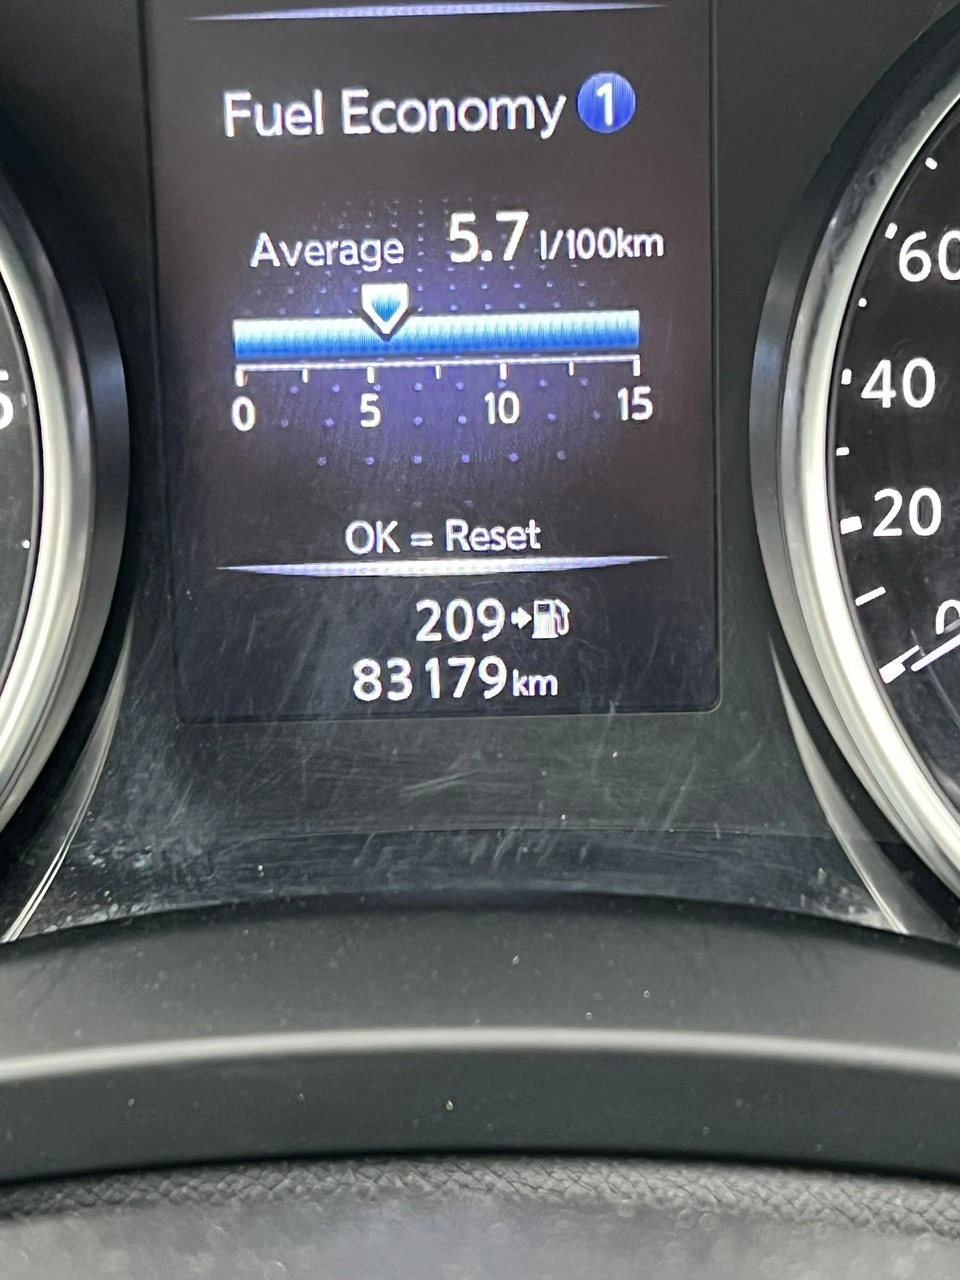 Fuel Economy 1
Average 5.7 l/100km
0 5 10 15
OK = Reset
209
83179km
60
40
20